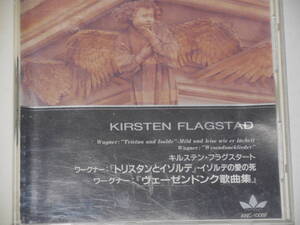 KIRSTEN FLAGSTAD
Wagner: "Tristan und Isolde"-Mild und leise wie er lächelt
Wagner: "Wesendoncklieder"
キルステン・フラグスタート
ワーグナー:『トリスタンとイゾルデ』-イゾルデの愛の死
ワーグナー:『ヴェーゼンドンク歌曲集』